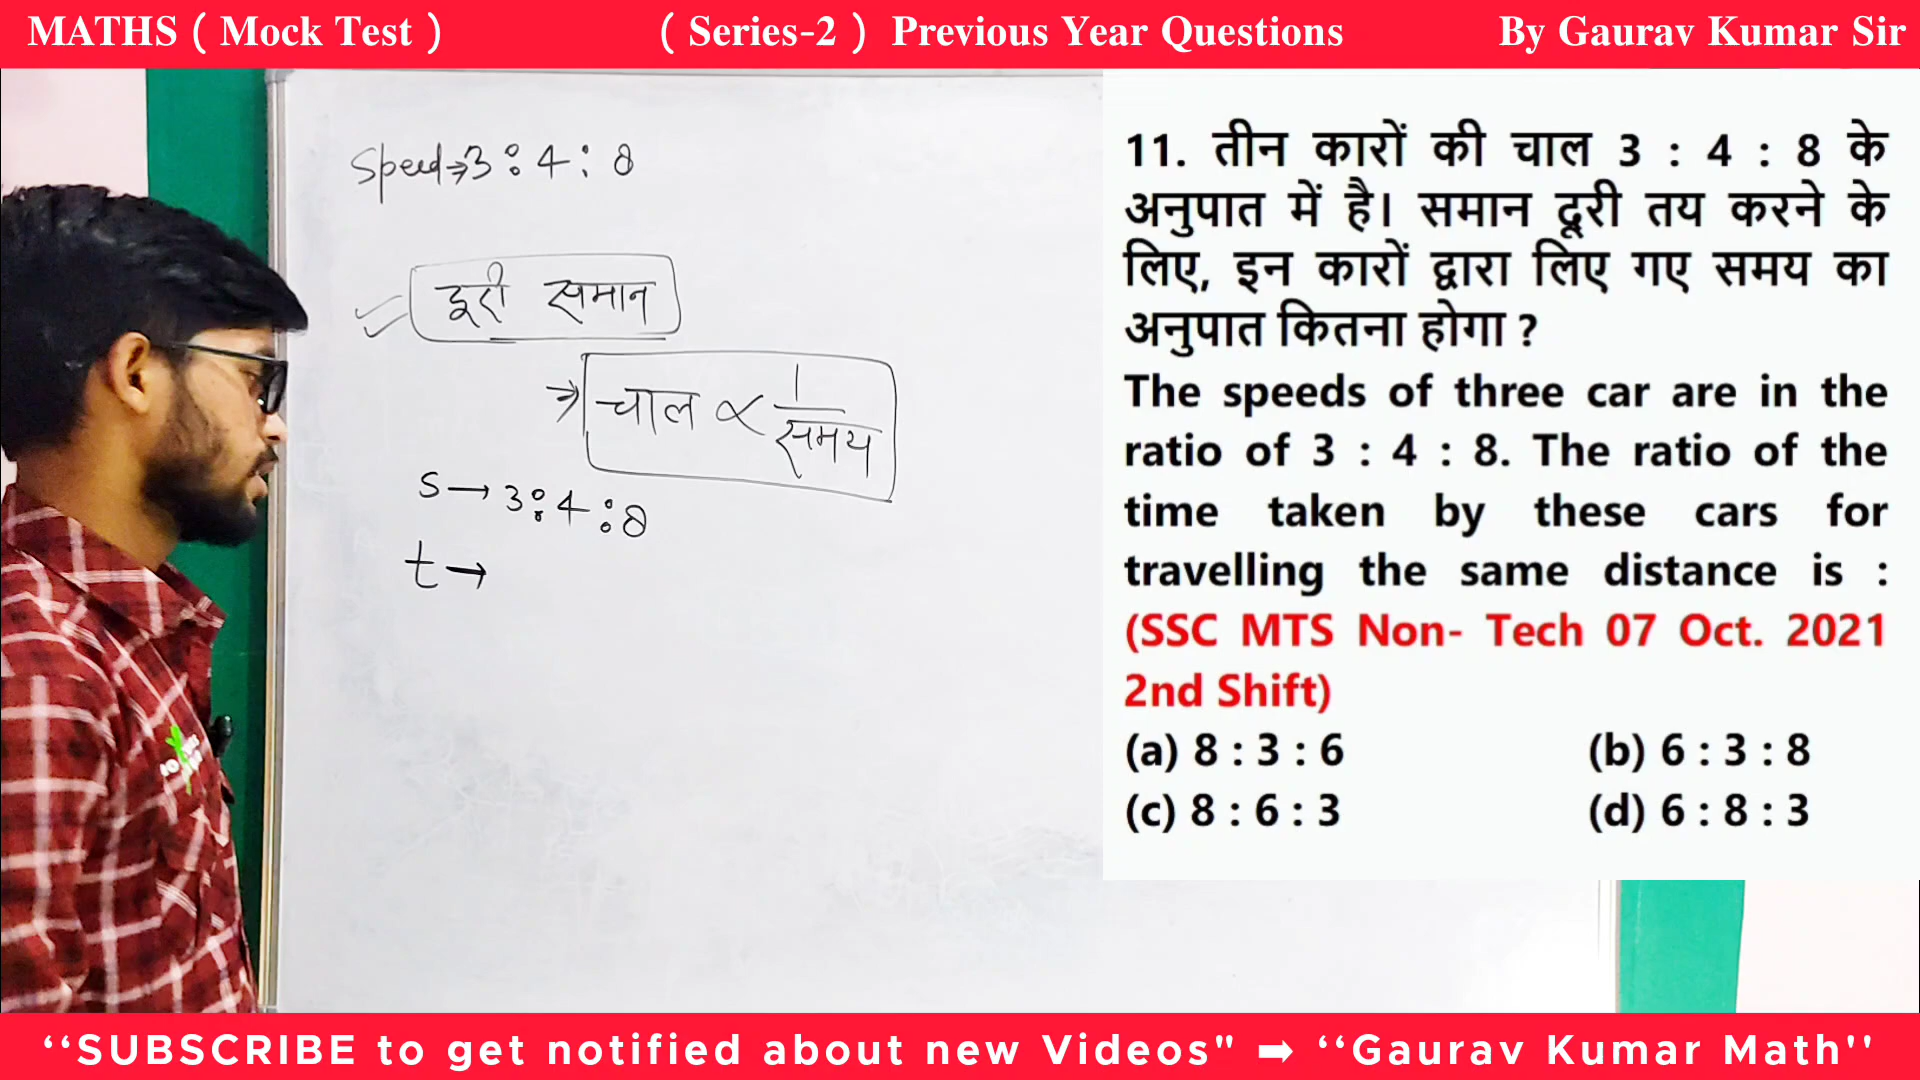 MATHS ( Mock Test ) ( Series-2 ) Previous Year Questions By Gaurav Kumar Sir
Speed⇒3 : 4 : 8
दूरी समान
⇒ चाल ∝ 1/समय
S → 3 : 4 : 8
t →
11. तीन कारों की चाल 3 : 4 : 8 के
अनुपात में है। समान दूरी तय करने के
लिए, इन कारों द्वारा लिए गए समय का
अनुपात कितना होगा ?
The speeds of three car are in the
ratio of 3 : 4 : 8. The ratio of the
time taken by these cars for
travelling the same distance is :
(SSC MTS Non- Tech 07 Oct. 2021
2nd Shift)
(a) 8 : 3 : 6 (b) 6 : 3 : 8
(c) 8 : 6 : 3 (d) 6 : 8 : 3
‘‘SUBSCRIBE to get notified about new Videos" ➡ ‘‘Gaurav Kumar Math''